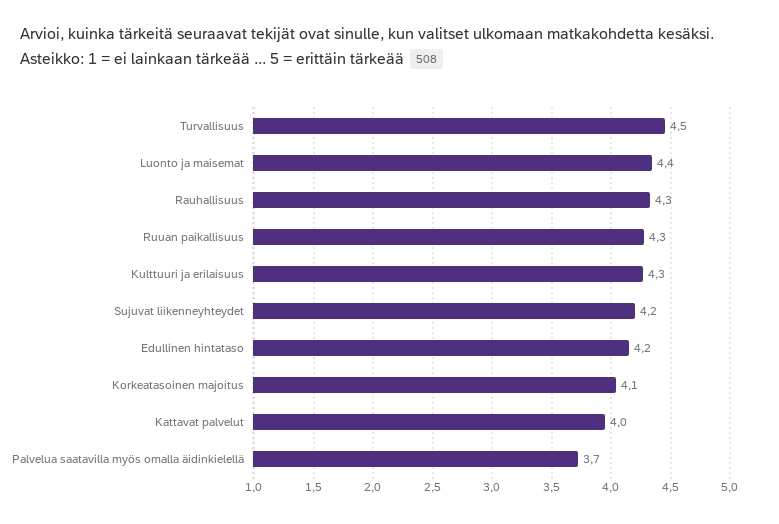 Arvioi, kuinka tärkeitä seuraavat tekijät ovat sinulle, kun valitset ulkomaan matkakohdetta kesäksi.
Asteikko: 1 = ei lainkaan tärkeää ... 5 = erittäin tärkeää 508
Turvallisuus 4,5
Luonto ja maisemat 4,4
Rauhallisuus 4,3
Ruuan paikallisuus 4,3
Kulttuuri ja erilaisuus 4,3
Sujuvat liikenneyhteydet 4,2
Edullinen hintataso 4,2
Korkeatasoinen majoitus 4,1
Kattavat palvelut 4,0
Palvelua saatavilla myös omalla äidinkielellä 3,7
1,0 1,5 2,0 2,5 3,0 3,5 4,0 4,5 5,0